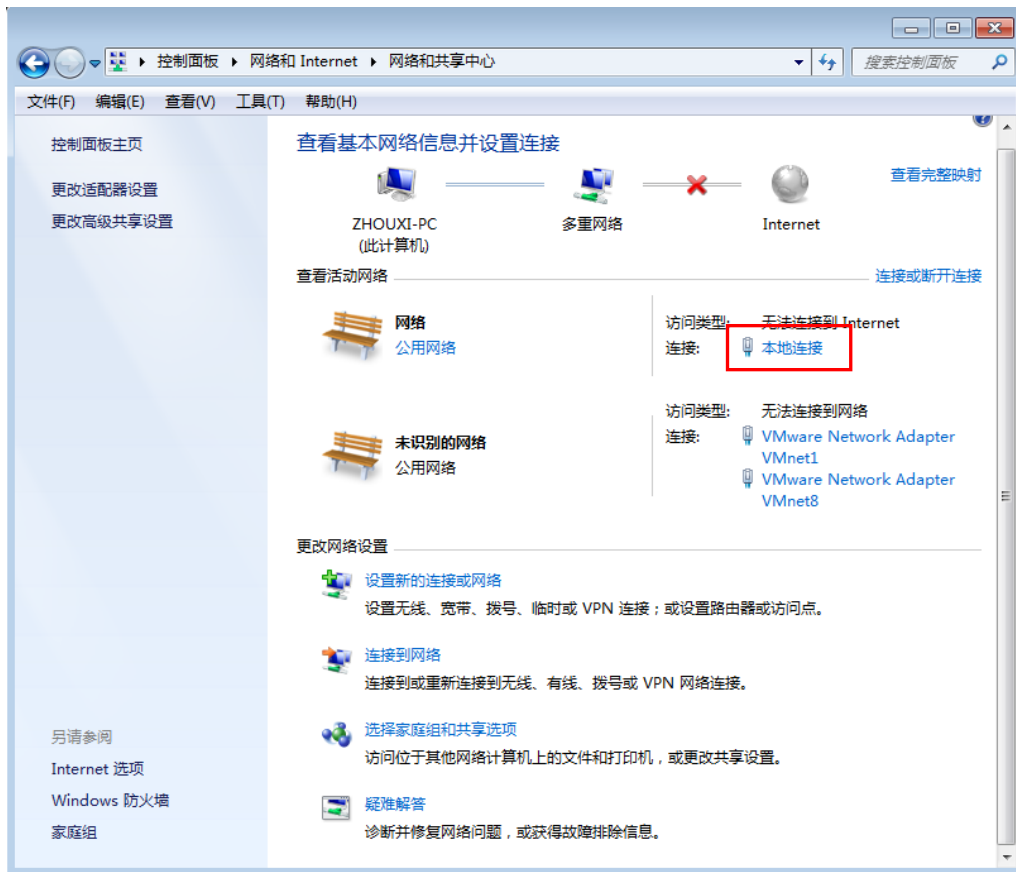 控制面板 ▸ 网络和 Internet ▸ 网络和共享中心
搜索控制面板
文件(F) 编辑(E) 查看(V) 工具(T) 帮助(H)
控制面板主页
更改适配器设置
更改高级共享设置
查看基本网络信息并设置连接
查看完整映射
ZHOUXI-PC
(此计算机)
多重网络
Internet
查看活动网络
连接或断开连接
网络
公用网络
访问类型: 无法连接到 Internet
连接: 本地连接
未识别的网络
公用网络
访问类型: 无法连接到网络
连接: VMware Network Adapter
VMnet1
VMware Network Adapter
VMnet8
更改网络设置
设置新的连接或网络
设置无线、宽带、拨号、临时或 VPN 连接；或设置路由器或访问点。
连接到网络
连接到或重新连接到无线、有线、拨号或 VPN 网络连接。
选择家庭组和共享选项
访问位于其他网络计算机上的文件和打印机，或更改共享设置。
疑难解答
诊断并修复网络问题，或获得故障排除信息。
另请参阅
Internet 选项
Windows 防火墙
家庭组